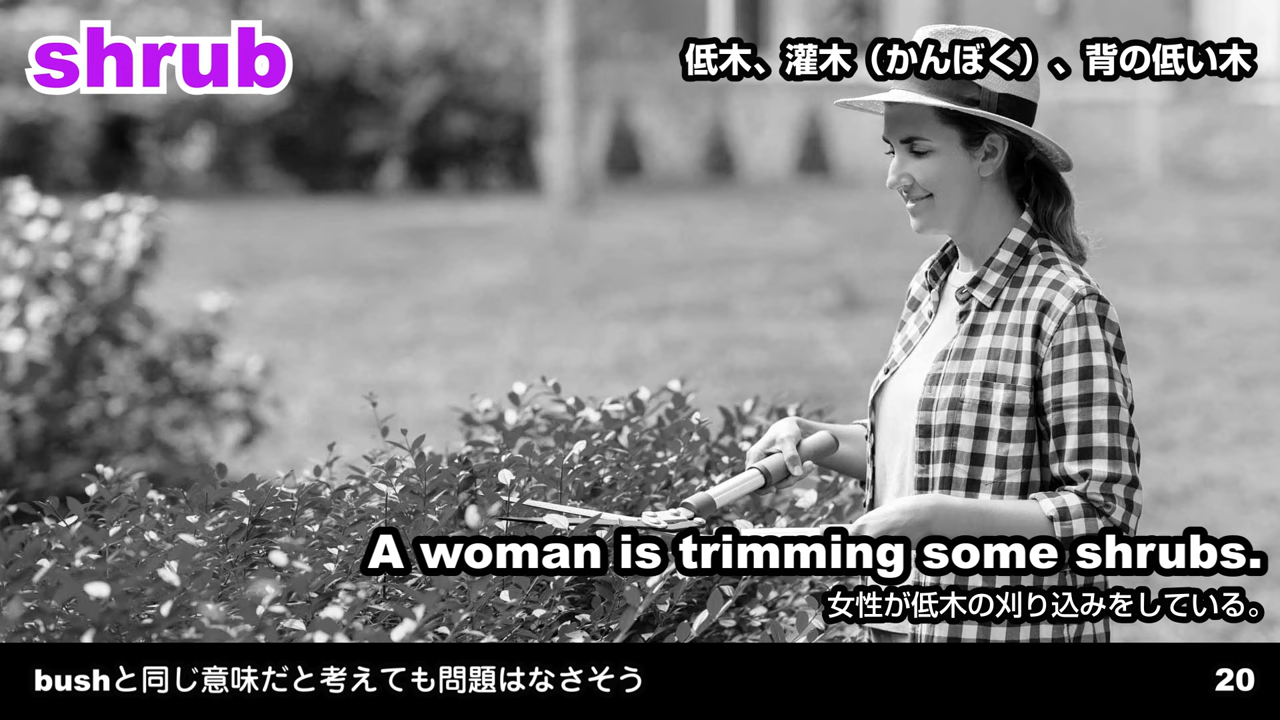 shrub
低木、灌木（かんぼく）、背の低い木
A woman is trimming some shrubs.
女性が低木の刈り込みをしている。
bushと同じ意味だと考えても問題はなさそう
20